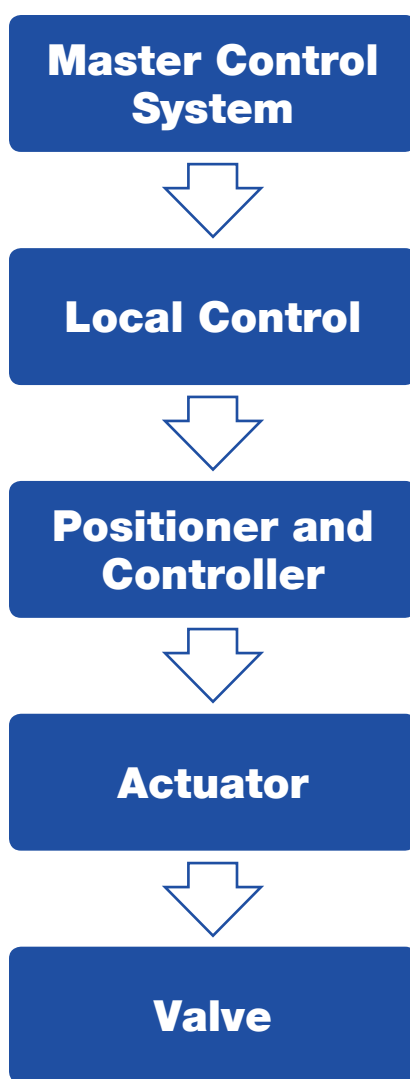 Master Control
System
Local Control
Positioner and
Controller
Actuator
Valve